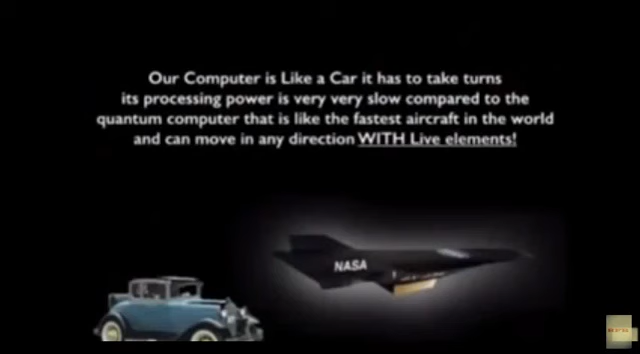 Our Computer is Like a Car it has to take turns
its processing power is very very slow compared to the
quantum computer that is like the fastest aircraft in the world
and can move in any direction WITH Live elements!
NASA